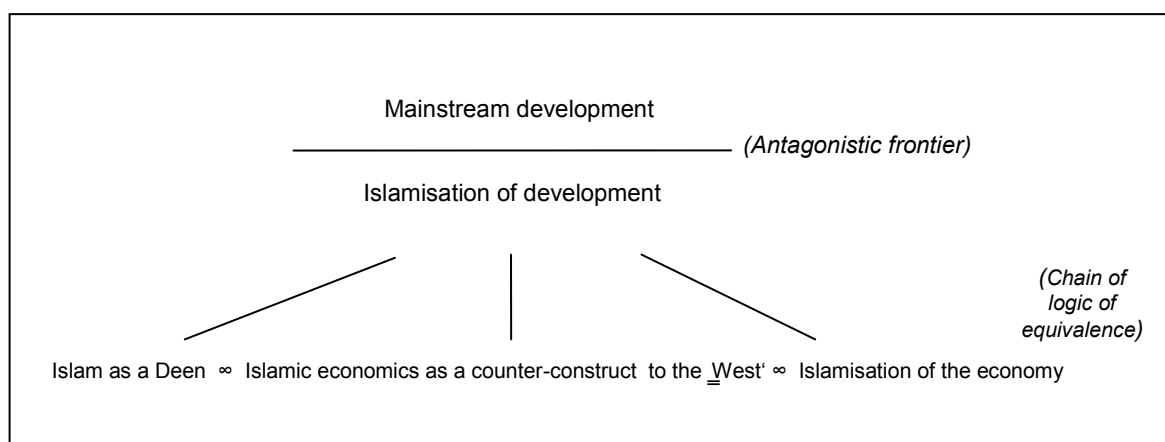 Mainstream development
(Antagonistic frontier)
Islamisation of development
(Chain of
logic of
equivalence)
Islam as a Deen ∞ Islamic economics as a counter-construct to the ‗West‘ ∞ Islamisation of the economy